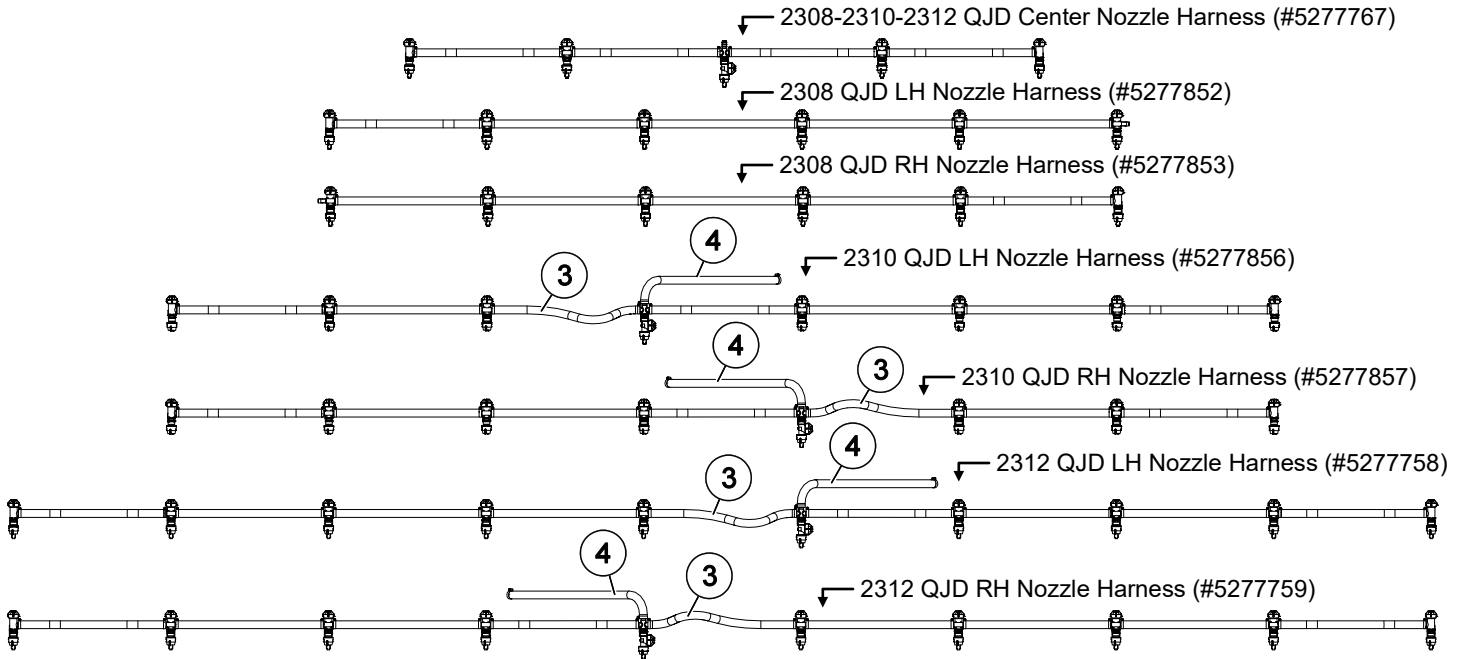 2308-2310-2312 QJD Center Nozzle Harness (#5277767)
2308 QJD LH Nozzle Harness (#5277852)
2308 QJD RH Nozzle Harness (#5277853)
4
2310 QJD LH Nozzle Harness (#5277856)
3
4
3
2310 QJD RH Nozzle Harness (#5277857)
4
2312 QJD LH Nozzle Harness (#5277758)
3
4
3
2312 QJD RH Nozzle Harness (#5277759)